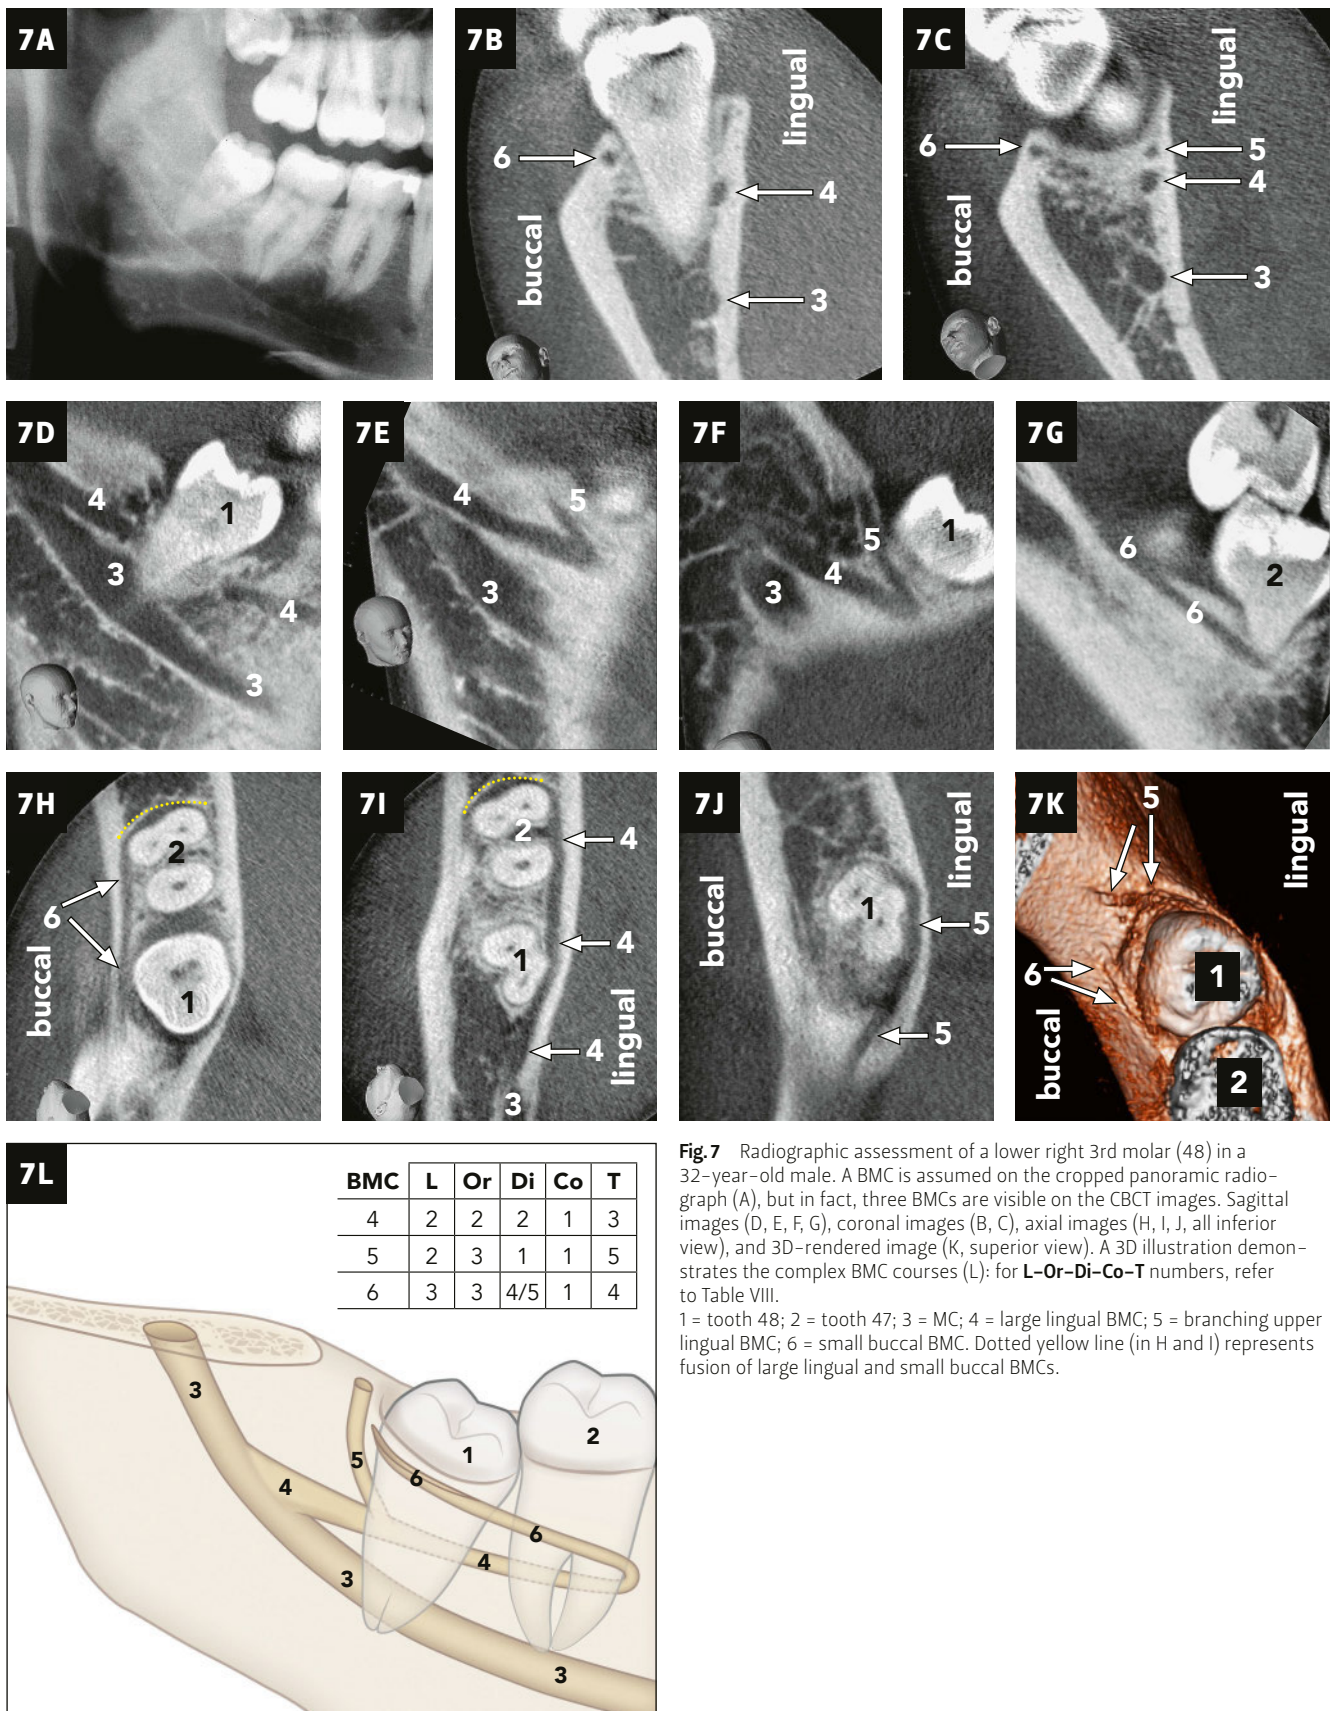 7A
7B
lingual
6
4
buccal
3
7C
lingual
6
5
4
buccal
3
7D
4
1
3
4
3
7E
4
5
3
7F
5
1
4
3
7G
6
2
6
7H
2
6
buccal
1
7I
2
4
4
1
4
lingual
3
7J
lingual
buccal
1
5
5
7K
5
lingual
6
1
buccal
2
7L
BMC L Or Di Co T
4 2 2 2 1 3
5 2 3 1 1 5
6 3 3 4/5 1 4
3
2
1
5
6
4
6
4
3
3
Fig. 7 Radiographic assessment of a lower right 3rd molar (48) in a
32-year-old male. A BMC is assumed on the cropped panoramic radio-
graph (A), but in fact, three BMCs are visible on the CBCT images. Sagittal
images (D, E, F, G), coronal images (B, C), axial images (H, I, J, all inferior
view), and 3D-rendered image (K, superior view). A 3D illustration demon-
strates the complex BMC courses (L): for L-Or-Di-Co-T numbers, refer
to Table VIII.
1 = tooth 48; 2 = tooth 47; 3 = MC; 4 = large lingual BMC; 5 = branching upper
lingual BMC; 6 = small buccal BMC. Dotted yellow line (in H and I) represents
fusion of large lingual and small buccal BMCs.